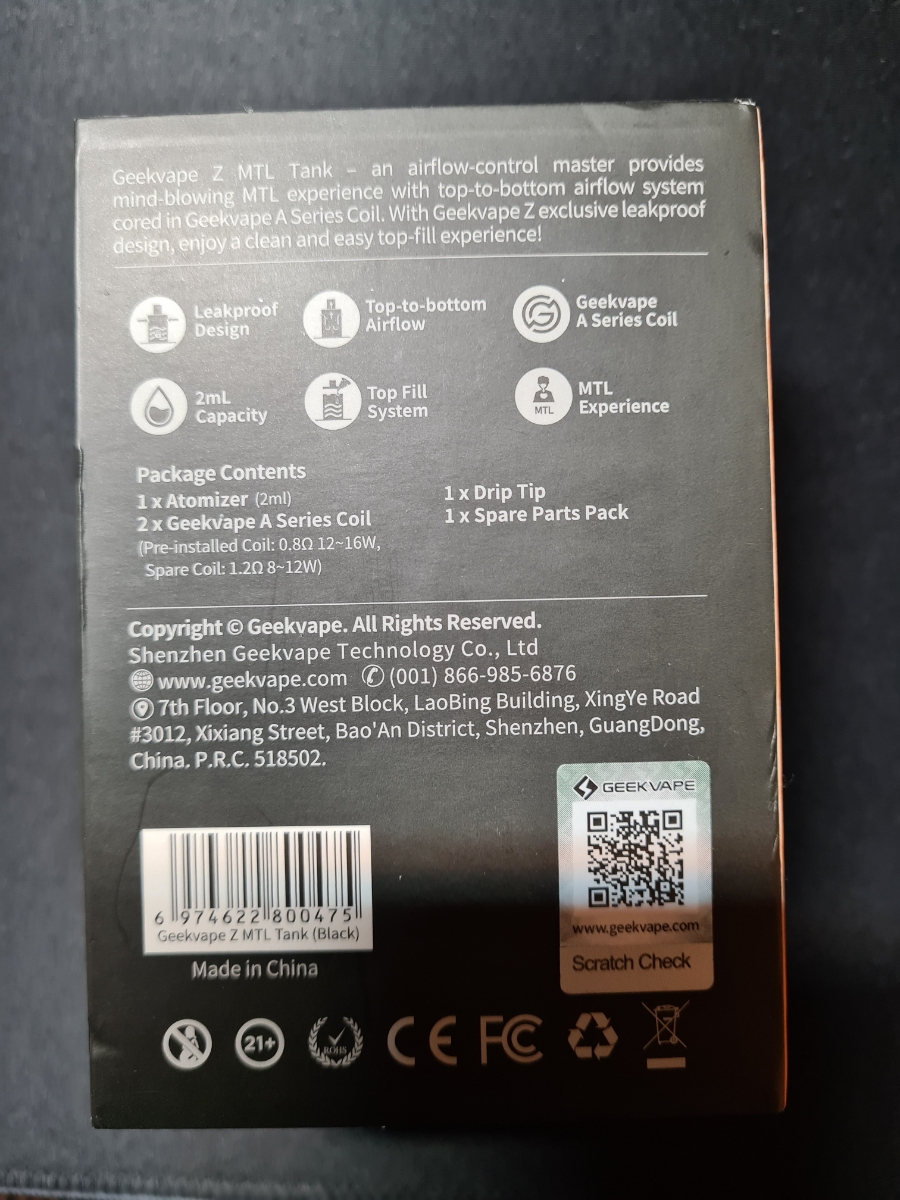 Geekvape Z MTL Tank – an airflow-control master provides
mind-blowing MTL experience with top-to-bottom airflow system
cored in Geekvape A Series Coil. With Geekvape Z exclusive leakproof
design, enjoy a clean and easy top-fill experience!
Leakproof
Design
Top-to-bottom
Airflow
Geekvape
A Series Coil
2mL
Capacity
Top Fill
System
MTL
MTL
Experience
Package Contents
1 x Atomizer (2ml)
2 x Geekvape A Series Coil
(Pre-installed Coil: 0.8Ω 12~16W,
Spare Coil: 1.2Ω 8~12W)
1 x Drip Tip
1 x Spare Parts Pack
Copyright © Geekvape. All Rights Reserved.
Shenzhen Geekvape Technology Co., Ltd
www.geekvape.com (001) 866-985-6876
7th Floor, No.3 West Block, LaoBing Building, XingYe Road
#3012, Xixiang Street, Bao'An District, Shenzhen, GuangDong,
China. P.R.C. 518502.
6 974622 800475
Geekvape Z MTL Tank (Black)
Made in China
GEEKVAPE
www.geekvape.com
Scratch Check
21+
ROHS
CE
FC